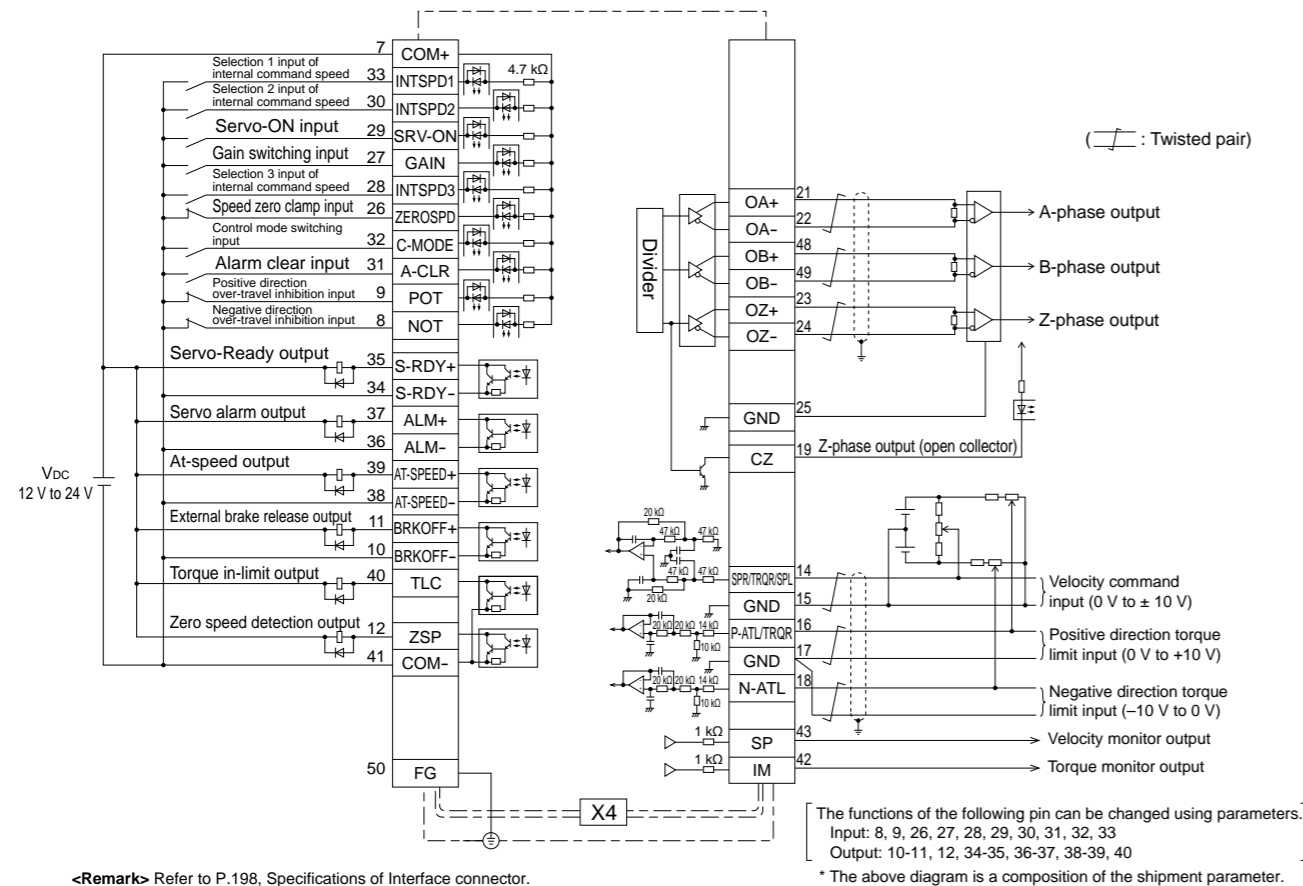 7
COM+
Selection 1 input of
internal command speed
33
INTSPD1
4.7 kΩ
Selection 2 input of
internal command speed
30
INTSPD2
Servo-ON input
29
SRV-ON
Gain switching input
27
GAIN
Selection 3 input of
internal command speed
28
INTSPD3
Speed zero clamp input
26
ZEROSPD
Control mode switching
input
32
C-MODE
Alarm clear input
31
A-CLR
Positive direction
over-travel inhibition input
9
POT
Negative direction
over-travel inhibition input
8
NOT
Servo-Ready output
35
S-RDY+
34
S-RDY−
Servo alarm output
37
ALM+
36
ALM−
At-speed output
39
AT-SPEED+
38
AT-SPEED−
External brake release output
11
BRKOFF+
10
BRKOFF−
Torque in-limit output
40
TLC
Zero speed detection output
12
ZSP
41
COM−
VDC
12 V to 24 V
50
FG
X4
( : Twisted pair)
Divider
OA+
21
OA−
22
A-phase output
OB+
48
OB−
49
B-phase output
OZ+
23
OZ−
24
Z-phase output
GND
25
CZ
19
Z-phase output (open collector)
20 kΩ
47 kΩ
47 kΩ
47 kΩ
47 kΩ
20 kΩ
SPR/TRQR/SPL
14
GND
15
Velocity command
input (0 V to ± 10 V)
20 kΩ
20 kΩ
14 kΩ
10 kΩ
P-ATL/TRQR
16
GND
17
Positive direction torque
limit input (0 V to +10 V)
20 kΩ
20 kΩ
14 kΩ
10 kΩ
N-ATL
18
Negative direction torque
limit input (–10 V to 0 V)
1 kΩ
SP
43
Velocity monitor output
1 kΩ
IM
42
Torque monitor output
The functions of the following pin can be changed using parameters.
Input: 8, 9, 26, 27, 28, 29, 30, 31, 32, 33
Output: 10-11, 12, 34-35, 36-37, 38-39, 40
* The above diagram is a composition of the shipment parameter.
<Remark> Refer to P.198, Specifications of Interface connector.